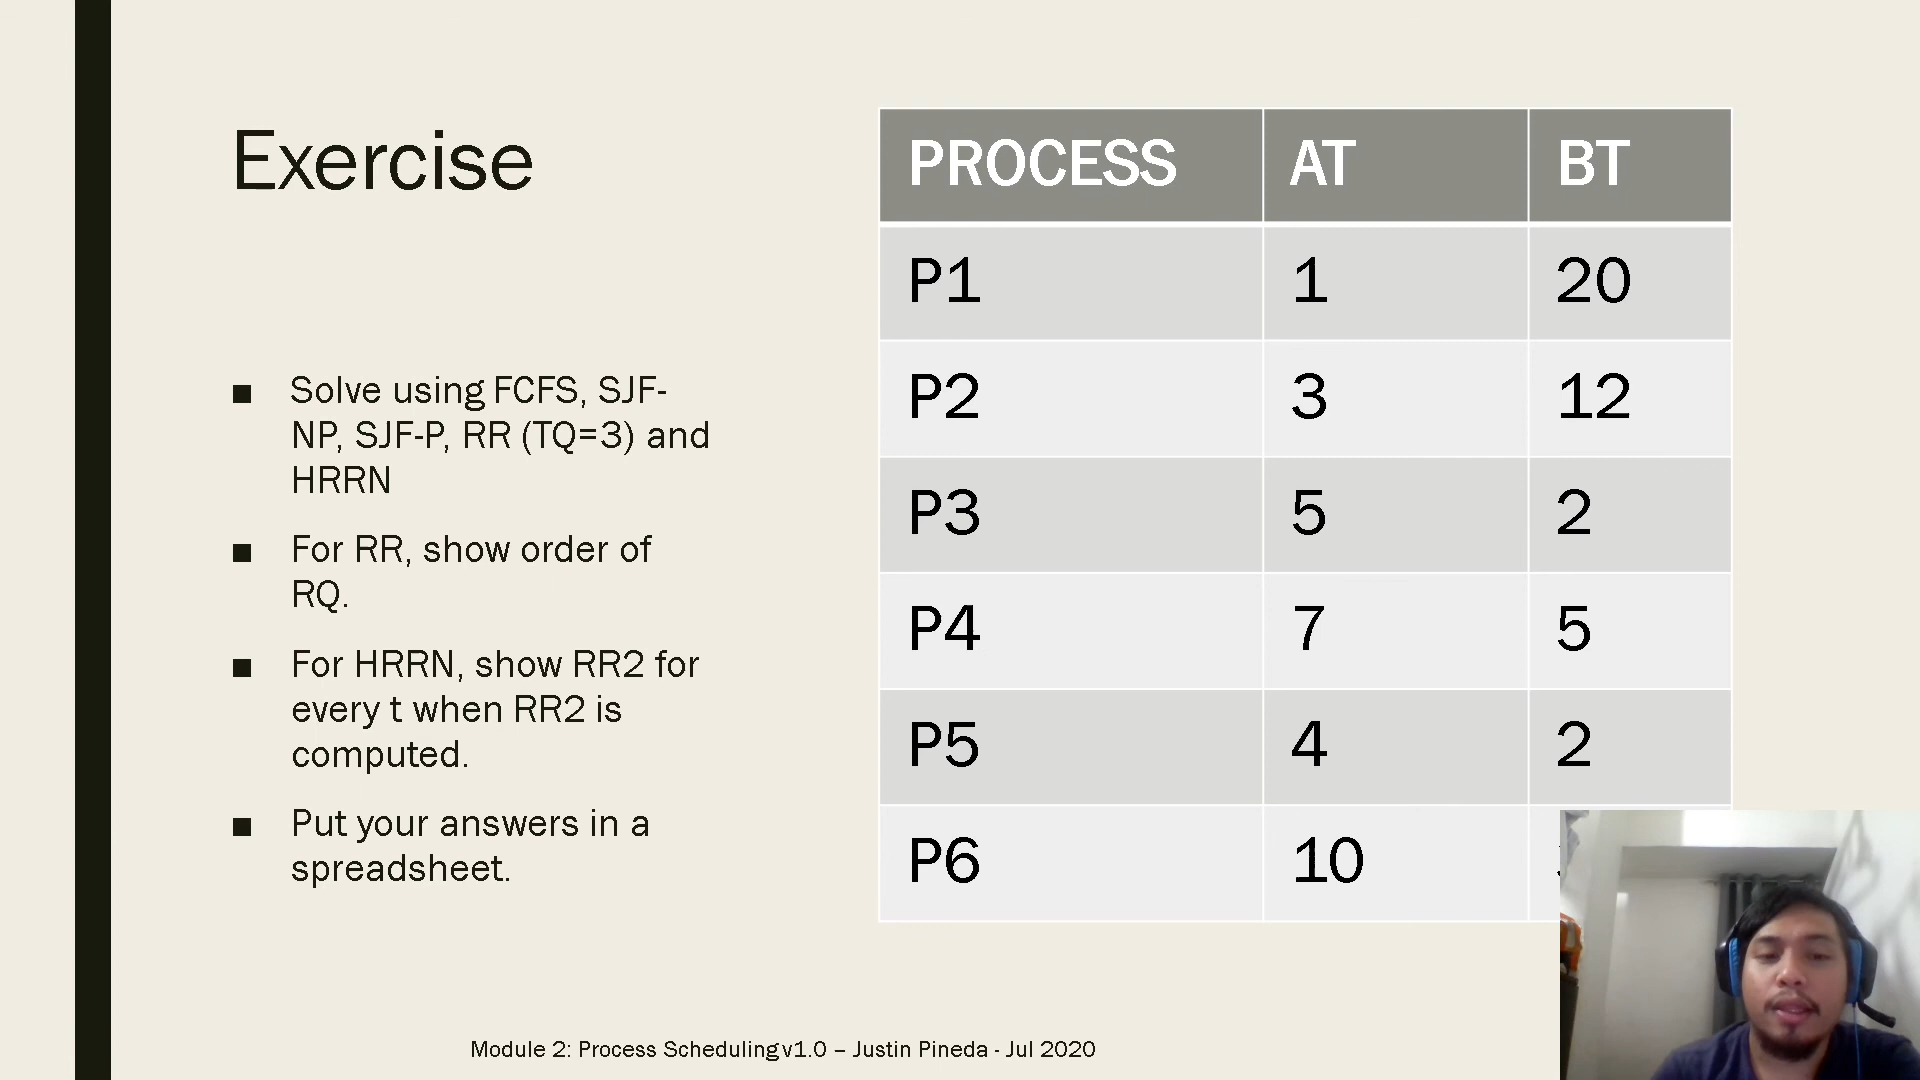 Exercise
■ Solve using FCFS, SJF-
NP, SJF-P, RR (TQ=3) and
HRRN
■ For RR, show order of
RQ.
■ For HRRN, show RR2 for
every t when RR2 is
computed.
■ Put your answers in a
spreadsheet.
PROCESS AT BT
P1 1 20
P2 3 12
P3 5 2
P4 7 5
P5 4 2
P6 10
Module 2: Process Scheduling v1.0 – Justin Pineda - Jul 2020